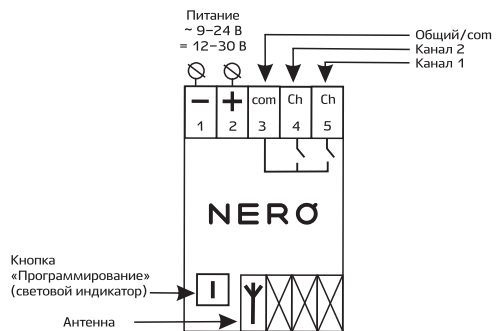 Питание
~ 9–24 В
= 12–30 В
Общий/com
Канал 2
Канал 1
– + com Ch Ch
1 2 3 4 5
NERO
Кнопка
«Программирование»
(световой индикатор)
I
Антенна